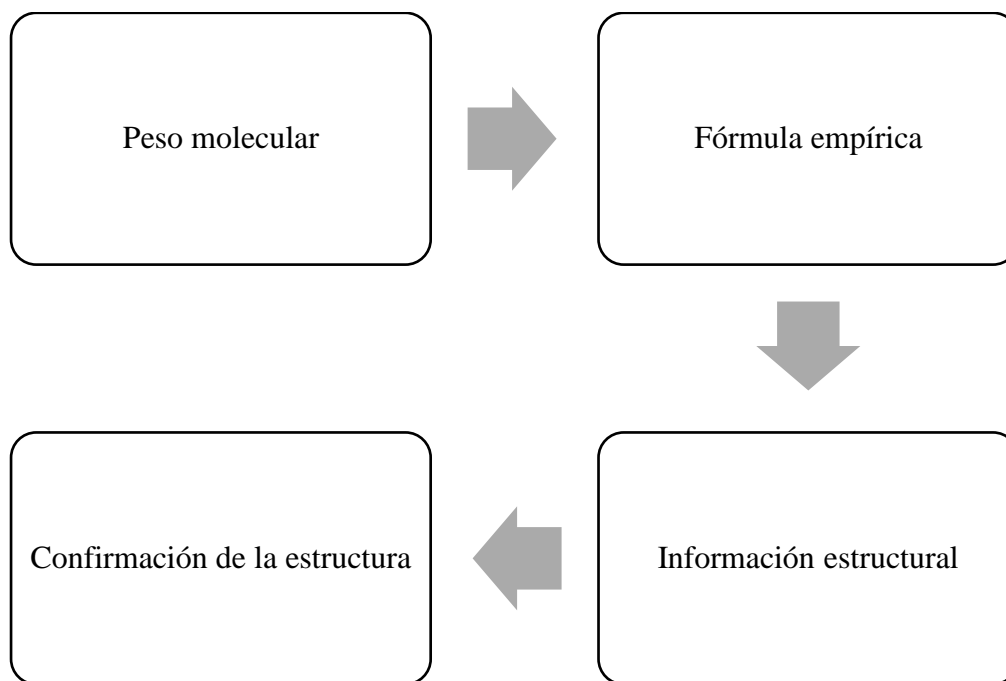 Peso molecular
Fórmula empírica
Información estructural
Confirmación de la estructura